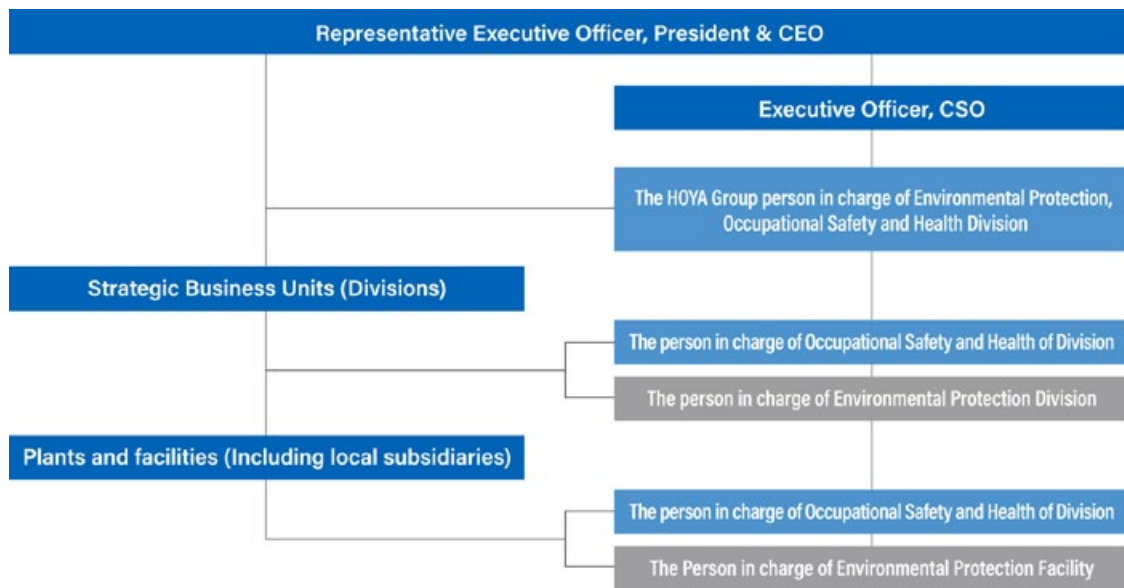 Representative Executive Officer, President & CEO
Executive Officer, CSO
The HOYA Group person in charge of Environmental Protection,
Occupational Safety and Health Division
Strategic Business Units (Divisions)
The person in charge of Occupational Safety and Health of Division
The person in charge of Environmental Protection Division
Plants and facilities (Including local subsidiaries)
The person in charge of Occupational Safety and Health of Division
The Person in charge of Environmental Protection Facility